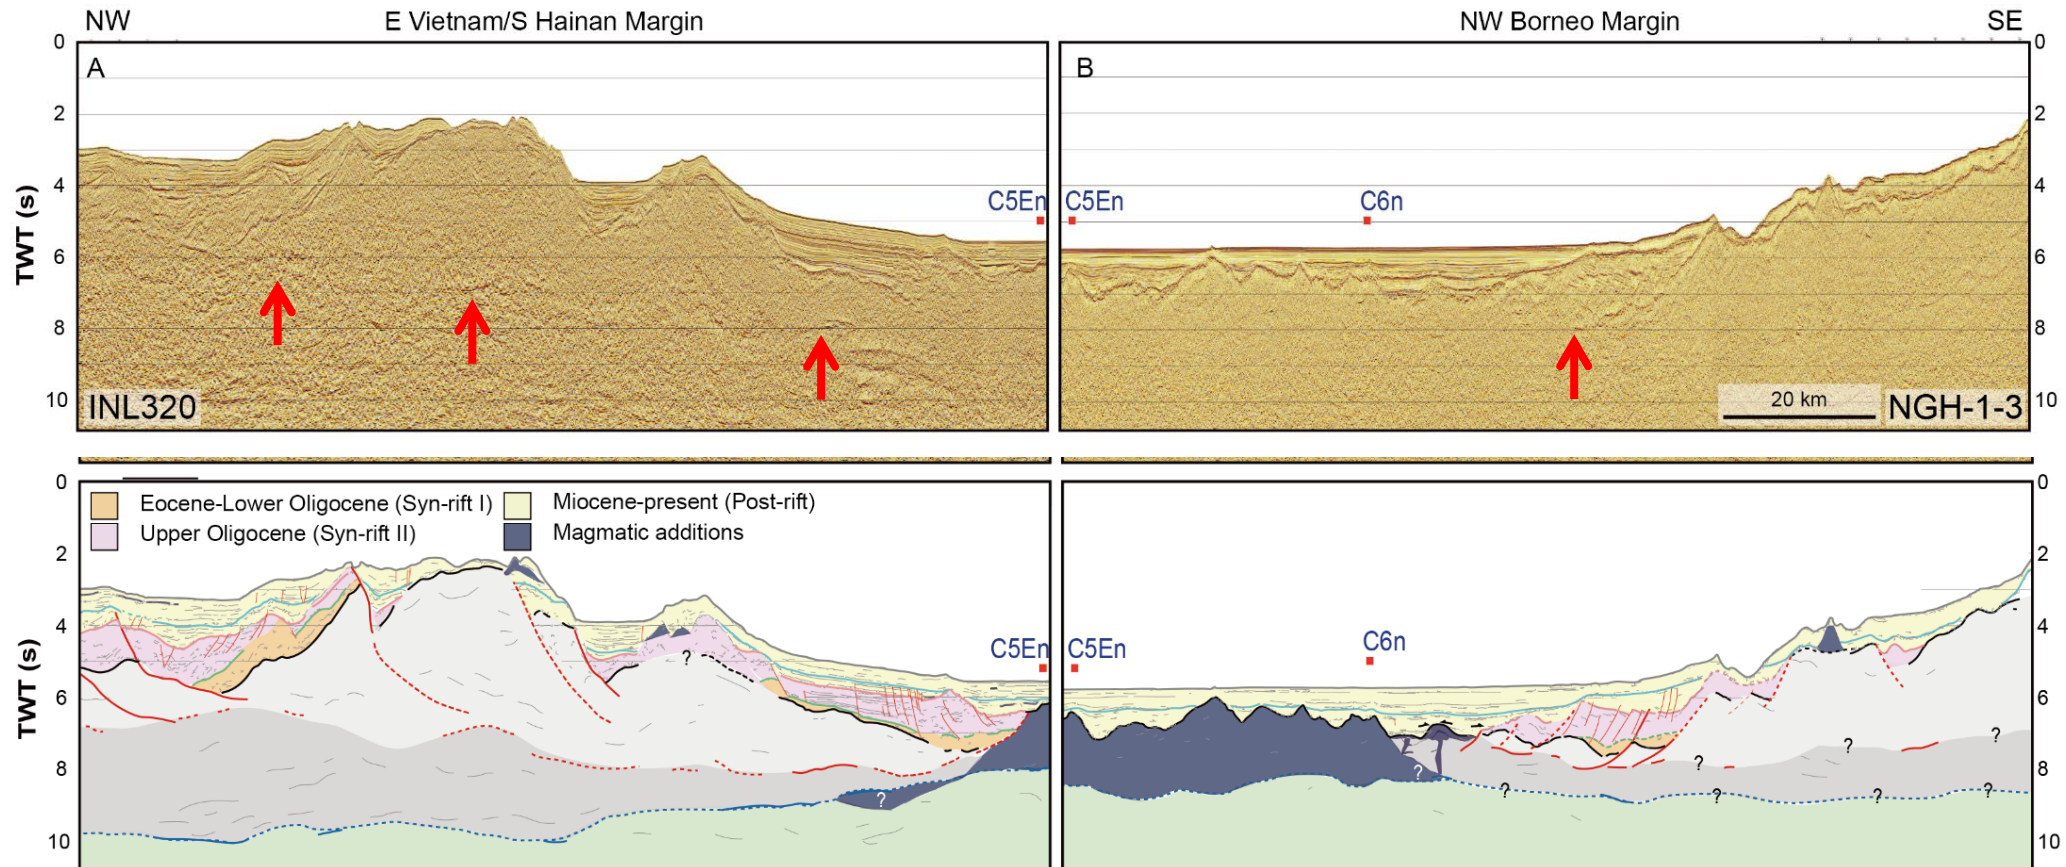 NW E Vietnam/S Hainan Margin NW Borneo Margin SE
0 A B 0
2 2
4 4
C5En C5En C6n
TWT (s)
6 6
8 8
10 INL320 20 km NGH-1-3 10
0 0
Eocene-Lower Oligocene (Syn-rift I) Miocene-present (Post-rift)
Upper Oligocene (Syn-rift II) Magmatic additions
2 2
4 4
C5En C5En C6n
?
TWT (s)
6 6
? ? ?
8 ? 8
? ? ? ? ?
10 10